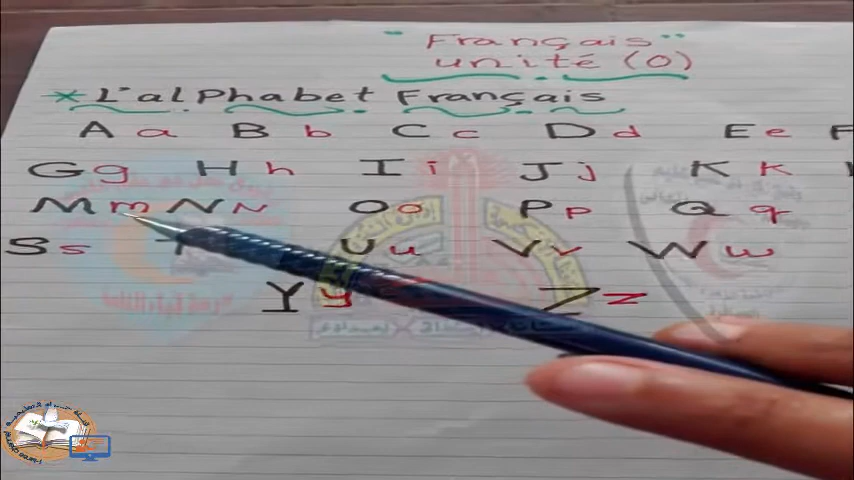 "Français"
unité (0)
* L'alPhabet Français
A a B b C c D d E e F
G g H h I i J j K k
M m N N O o P p Q q
S s T U u V v W w
Y y Z z